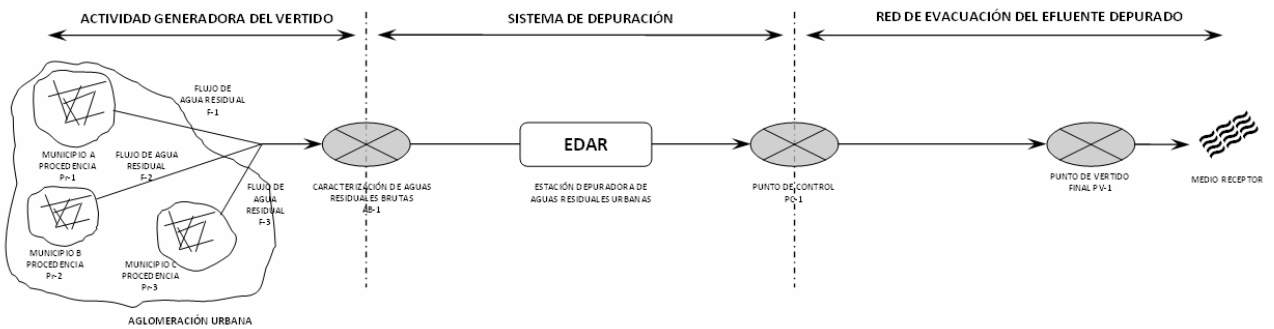 ACTIVIDAD GENERADORA DEL VERTIDO
SISTEMA DE DEPURACIÓN
RED DE EVACUACIÓN DEL EFLUENTE DEPURADO
FLUJO DE
AGUA RESIDUAL
F-1
MUNICIPIO A
PROCEDENCIA
Pr-1
FLUJO DE AGUA
RESIDUAL
F-2
FLUJO DE
AGUA
RESIDUAL
F-3
MUNICIPIO B
PROCEDENCIA
Pr-2
MUNICIPIO C
PROCEDENCIA
Pr-3
AGLOMERACIÓN URBANA
CARACTERIZACIÓN DE AGUAS
RESIDUALES BRUTAS
AB-1
EDAR
ESTACIÓN DEPURADORA DE
AGUAS RESIDUALES URBANAS
PUNTO DE CONTROL
PC-1
PUNTO DE VERTIDO
FINAL PV-1
MEDIO RECEPTOR